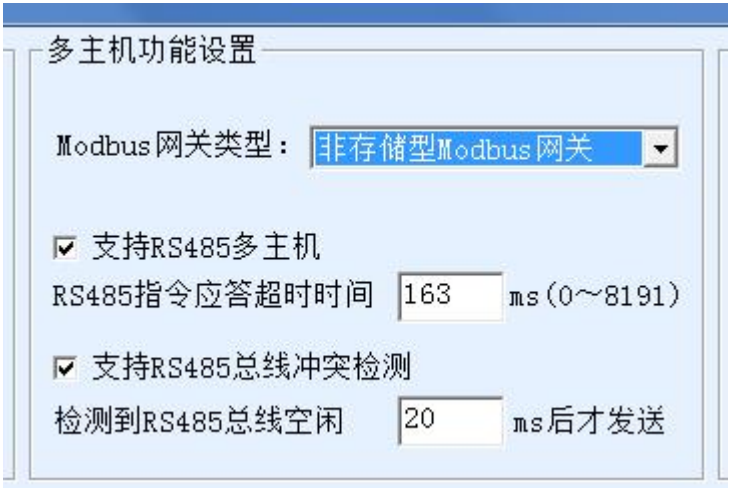 多主机功能设置
Modbus网关类型: 非存储型Modbus网关
支持RS485多主机
RS485指令应答超时时间 163 ms(0～8191)
支持RS485总线冲突检测
检测到RS485总线空闲 20 ms后才发送